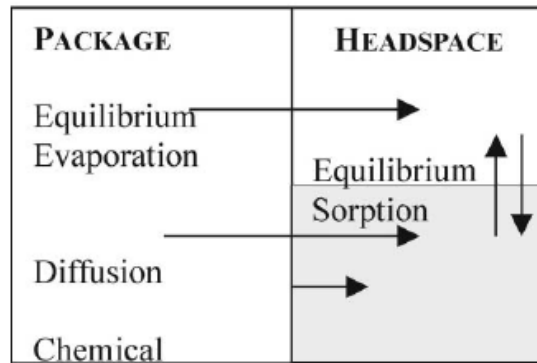 PACKAGE
Equilibrium
Evaporation
Diffusion
Chemical
HEADSPACE
Equilibrium
Sorption